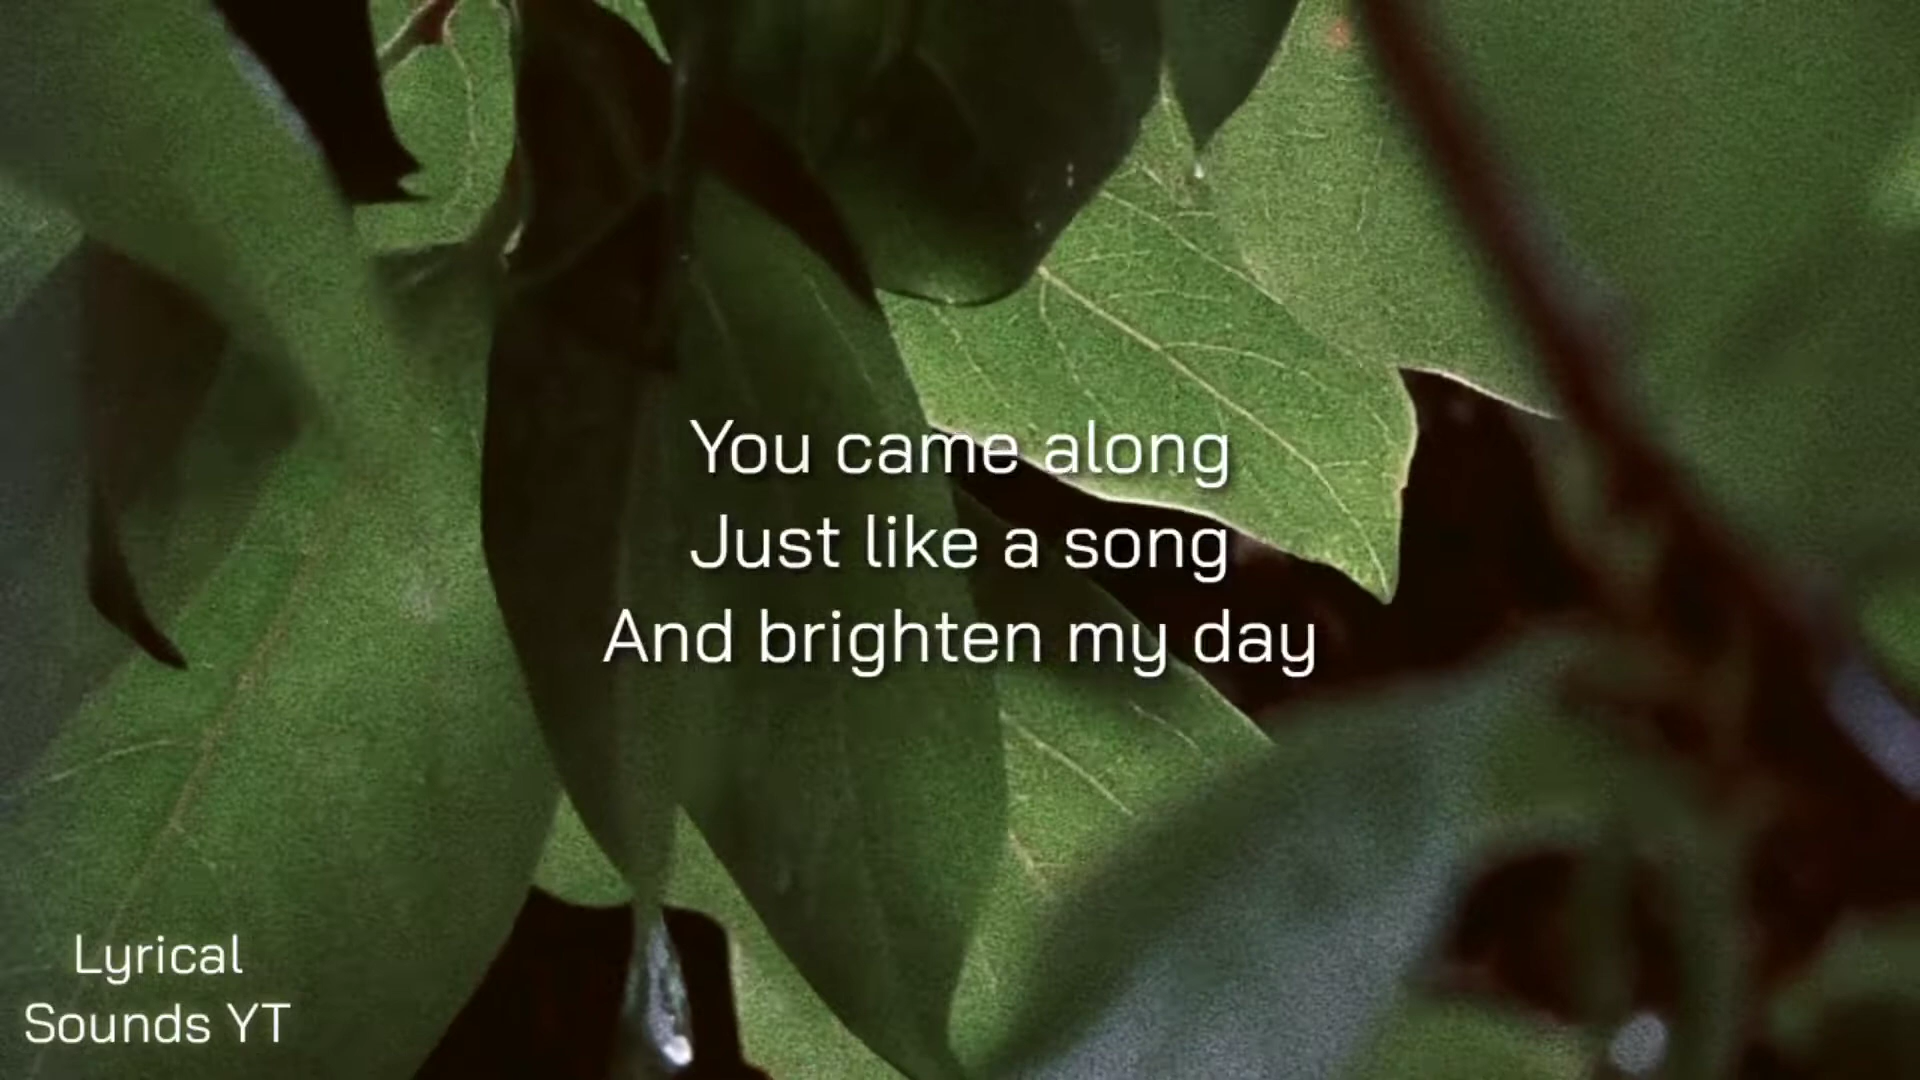 You came along
Just like a song
And brighten my day
Lyrical
Sounds YT